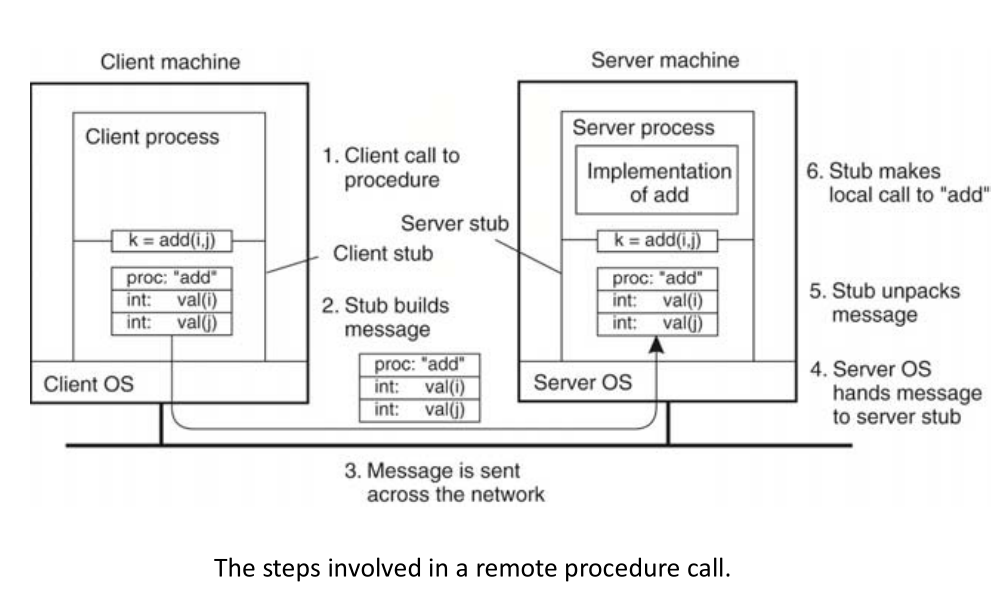 Client machine
Client process
k = add(i,j)
proc: "add"
int: val(i)
int: val(j)
Client OS
1. Client call to
procedure
Server stub
Client stub
2. Stub builds
message
proc: "add"
int: val(i)
int: val(j)
3. Message is sent
across the network
Server machine
Server process
Implementation
of add
k = add(i,j)
proc: "add"
int: val(i)
int: val(j)
Server OS
6. Stub makes
local call to "add"
5. Stub unpacks
message
4. Server OS
hands message
to server stub
The steps involved in a remote procedure call.